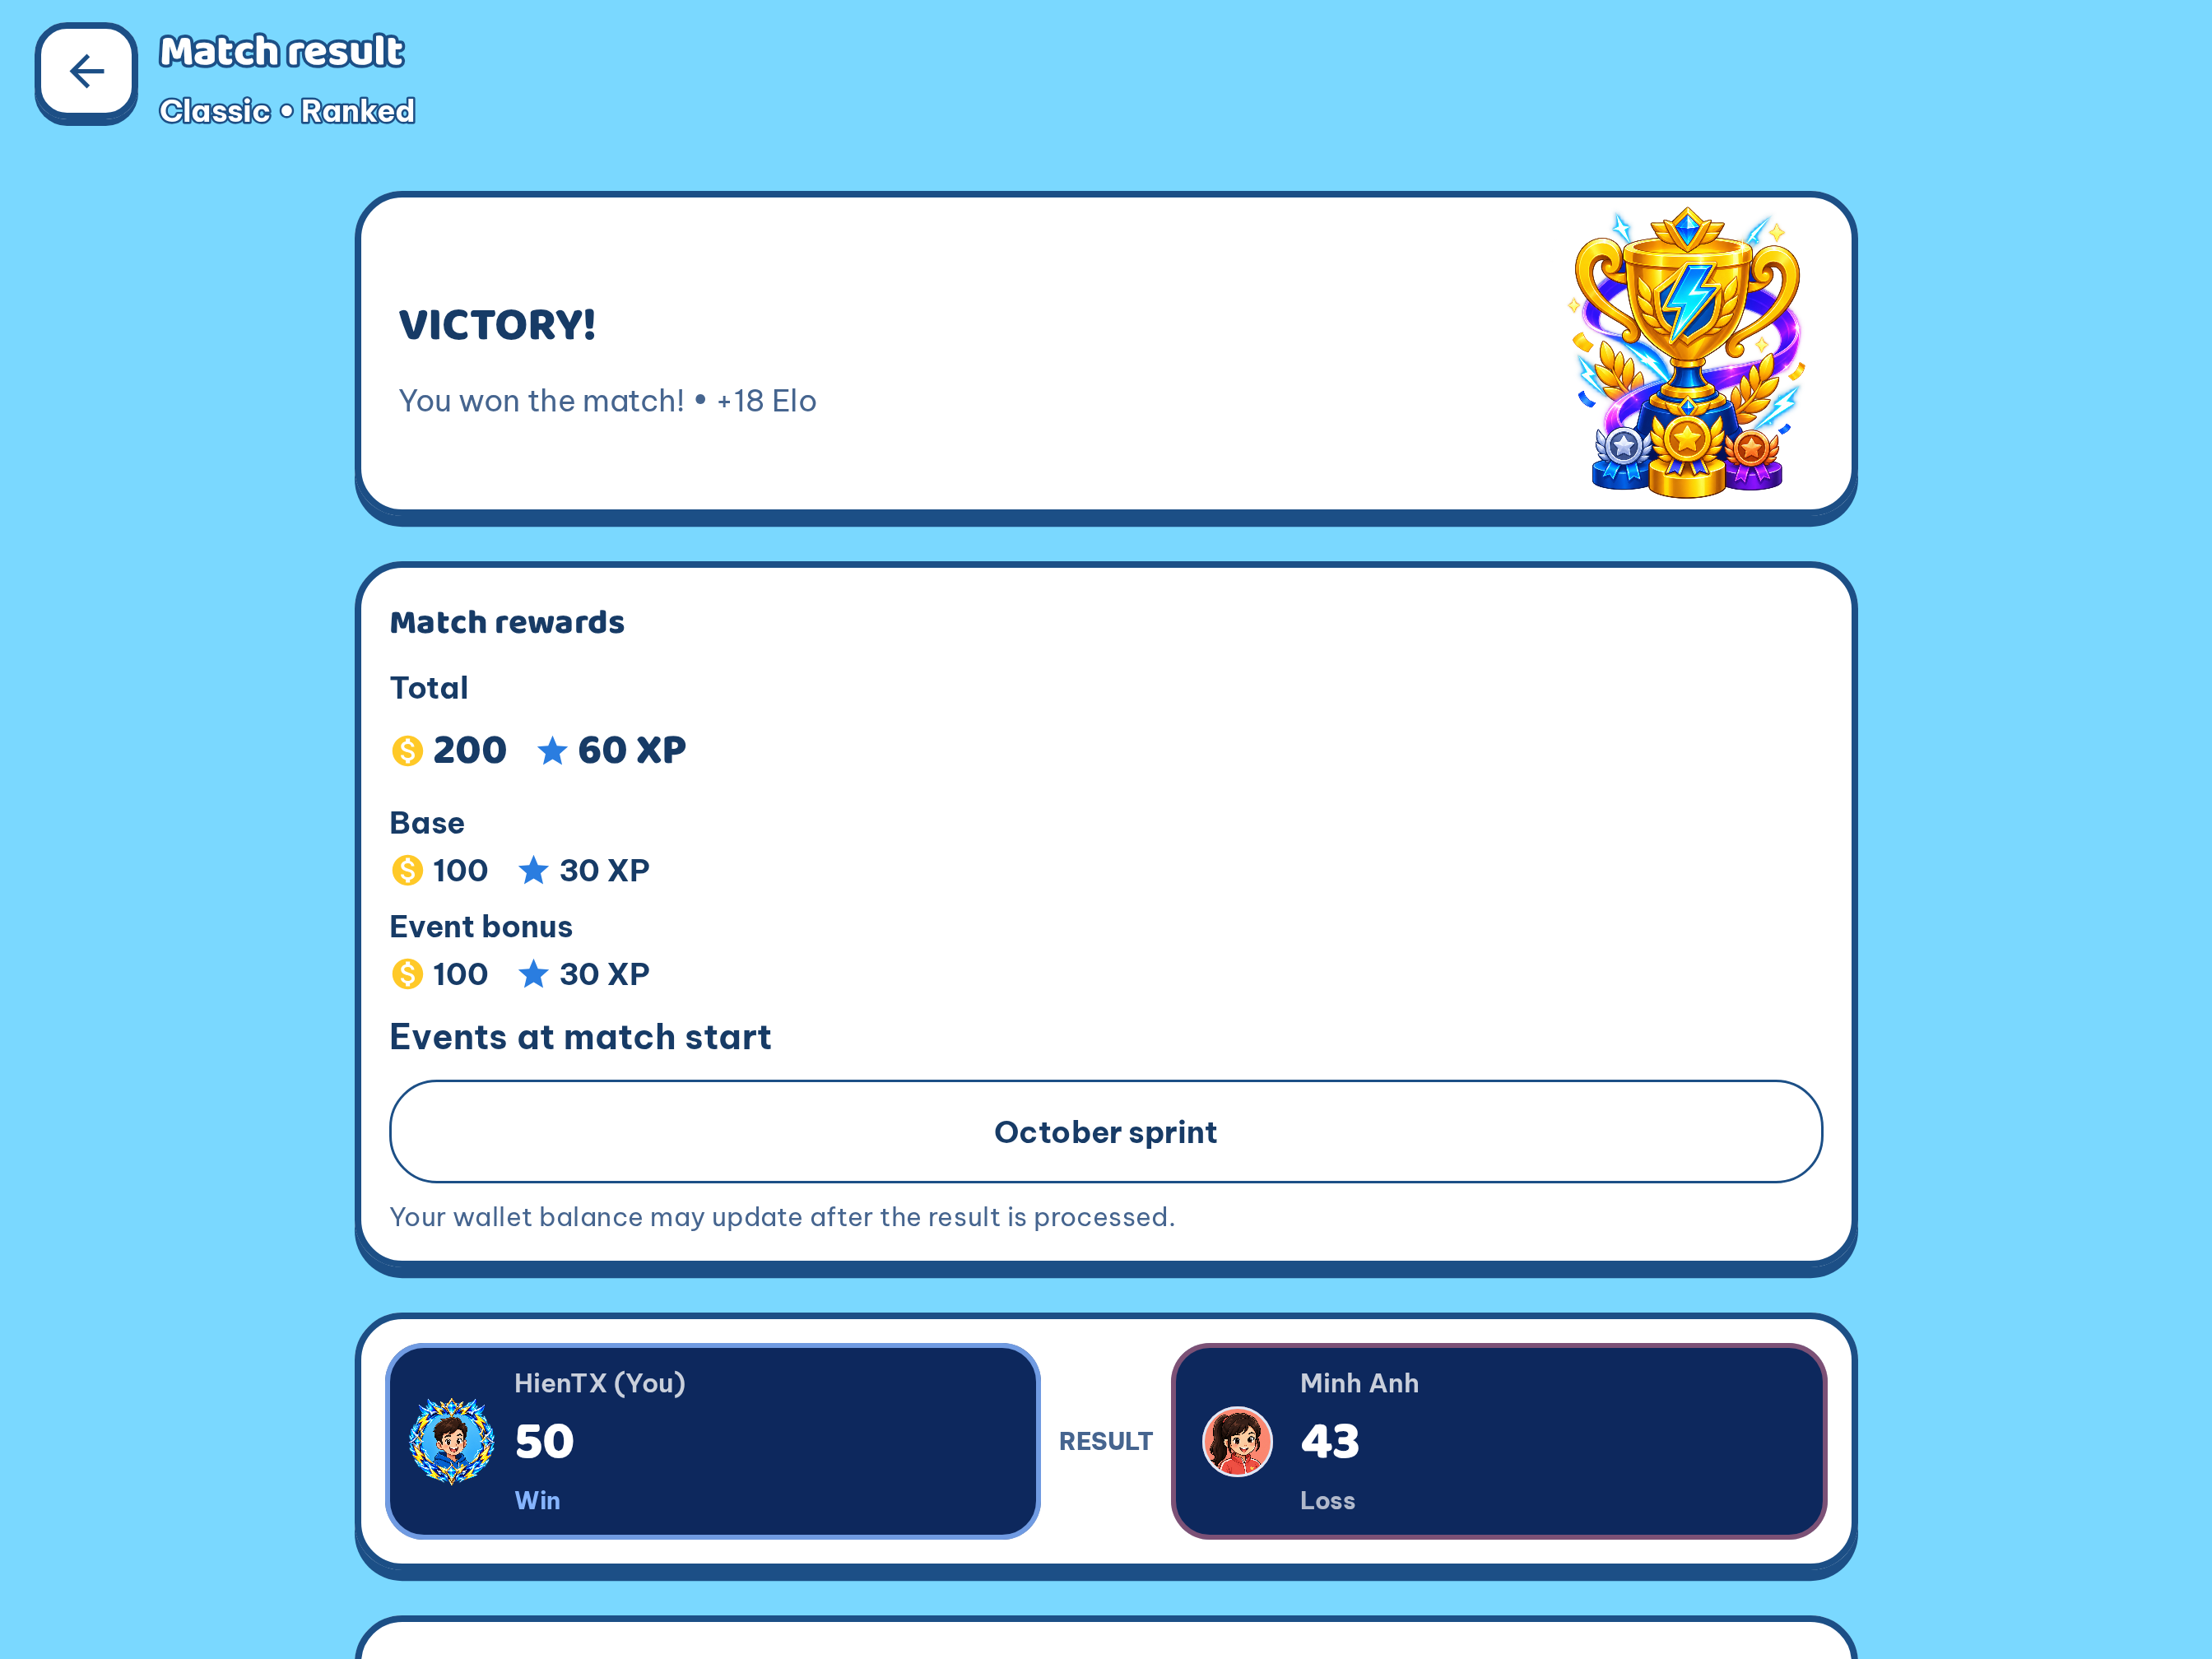 Match result
Classic • Ranked
VICTORY!
You won the match! • +18 Elo
Match rewards
Total
200 60 XP
Base
100 30 XP
Event bonus
100 30 XP
Events at match start
October sprint
Your wallet balance may update after the result is processed.
HienTX (You)
50
Win
RESULT
Minh Anh
43
Loss